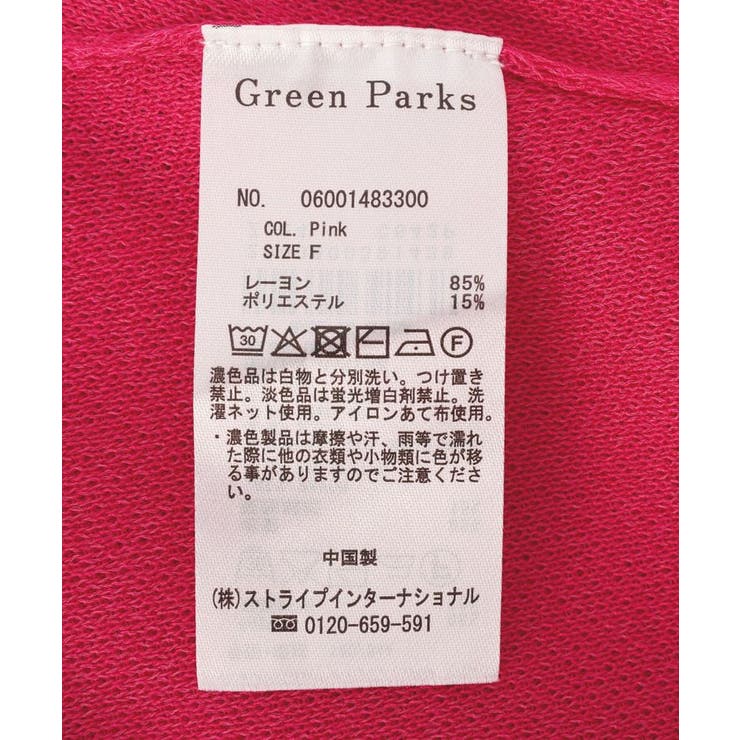 Green Parks
NO. 06001483300
COL. Pink
SIZE F
レーヨン 85%
ポリエステル 15%
30 F
濃色品は白物と分別洗い。つけ置き
禁止。淡色品は蛍光増白剤禁止。洗
濯ネット使用。アイロンあて布使用。
・濃色製品は摩擦や汗、雨等で濡れ
た際に他の衣類や小物類に色が移
る事がありますのでご注意くださ
い。
中国製
(株)ストライプインターナショナル
0120-659-591